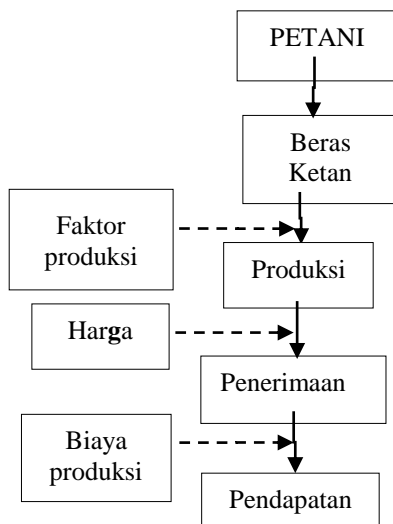 PETANI
Beras
Ketan
Faktor
produksi
Produksi
Harga
Penerimaan
Biaya
produksi
Pendapatan